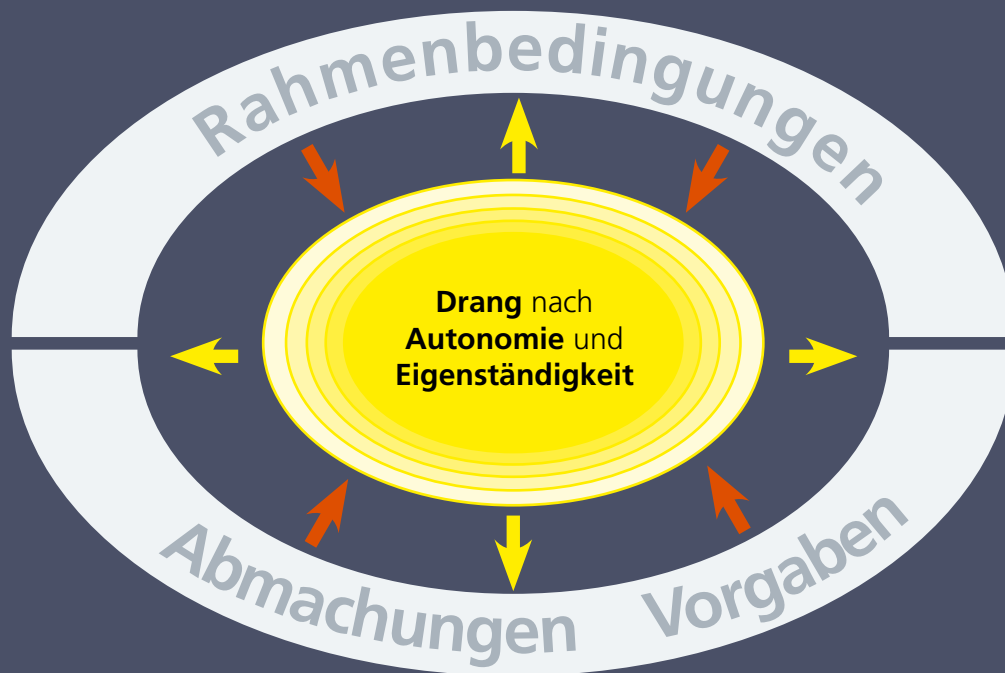 Rahmenbedingungen
Drang nach
Autonomie und
Eigenständigkeit
Abmachungen Vorgaben